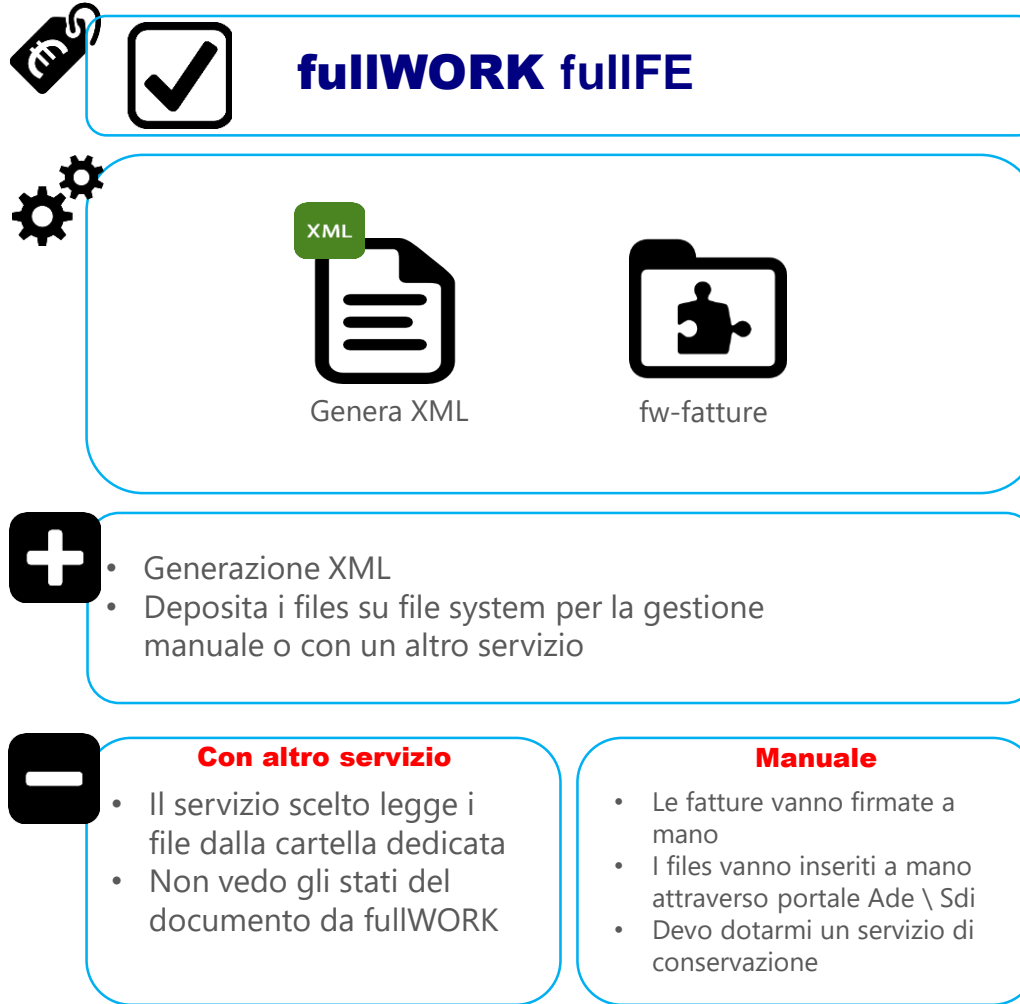 fullWORK fullFE
XML
Genera XML
fw-fatture
• Generazione XML
• Deposita i files su file system per la gestione
manuale o con un altro servizio
Con altro servizio
• Il servizio scelto legge i
file dalla cartella dedicata
• Non vedo gli stati del
documento da fullWORK
Manuale
• Le fatture vanno firmate a
mano
• I files vanno inseriti a mano
attraverso portale Ade \ Sdi
• Devo dotarmi un servizio di
conservazione